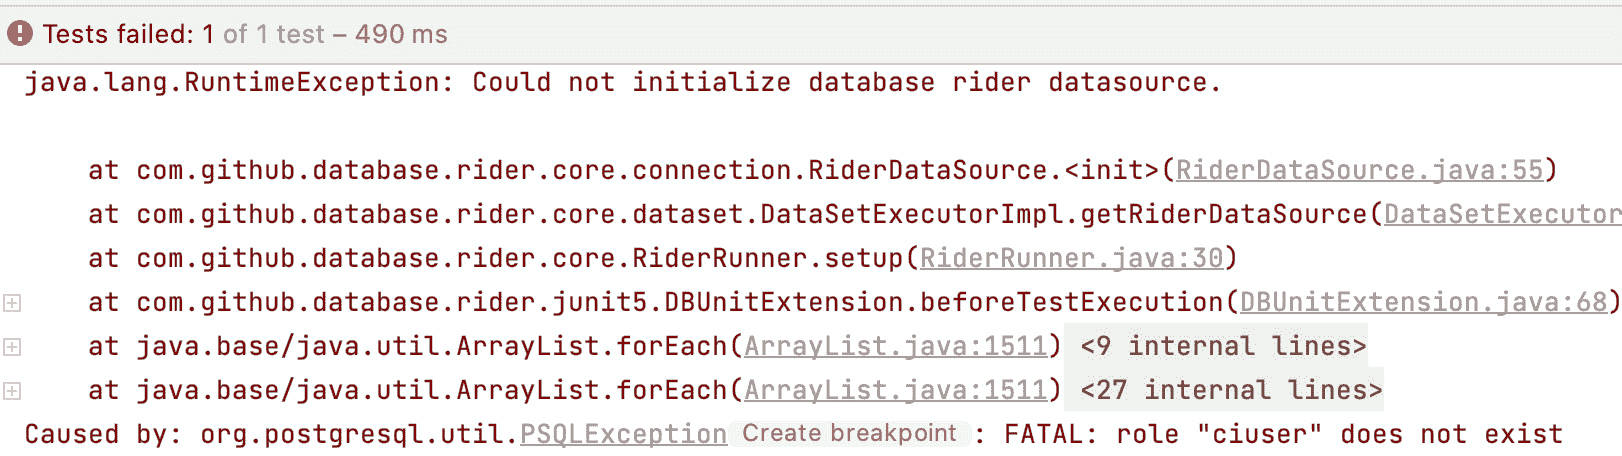 Tests failed: 1 of 1 test – 490 ms
java.lang.RuntimeException: Could not initialize database rider datasource.
at com.github.database.rider.core.connection.RiderDataSource.<init>(RiderDataSource.java:55)
at com.github.database.rider.core.dataset.DataSetExecutorImpl.getRiderDataSource(DataSetExecutor
at com.github.database.rider.core.RiderRunner.setup(RiderRunner.java:30)
at com.github.database.rider.junit5.DBUnitExtension.beforeTestExecution(DBUnitExtension.java:68)
at java.base/java.util.ArrayList.forEach(ArrayList.java:1511) <9 internal lines>
at java.base/java.util.ArrayList.forEach(ArrayList.java:1511) <27 internal lines>
Caused by: org.postgresql.util.PSQLException Create breakpoint : FATAL: role "ciuser" does not exist